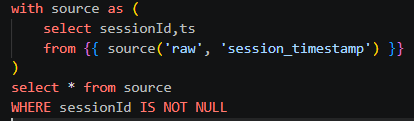 with source as (
    select sessionId,ts
    from {{ source('raw', 'session_timestamp') }}
)
select * from source
WHERE sessionId IS NOT NULL